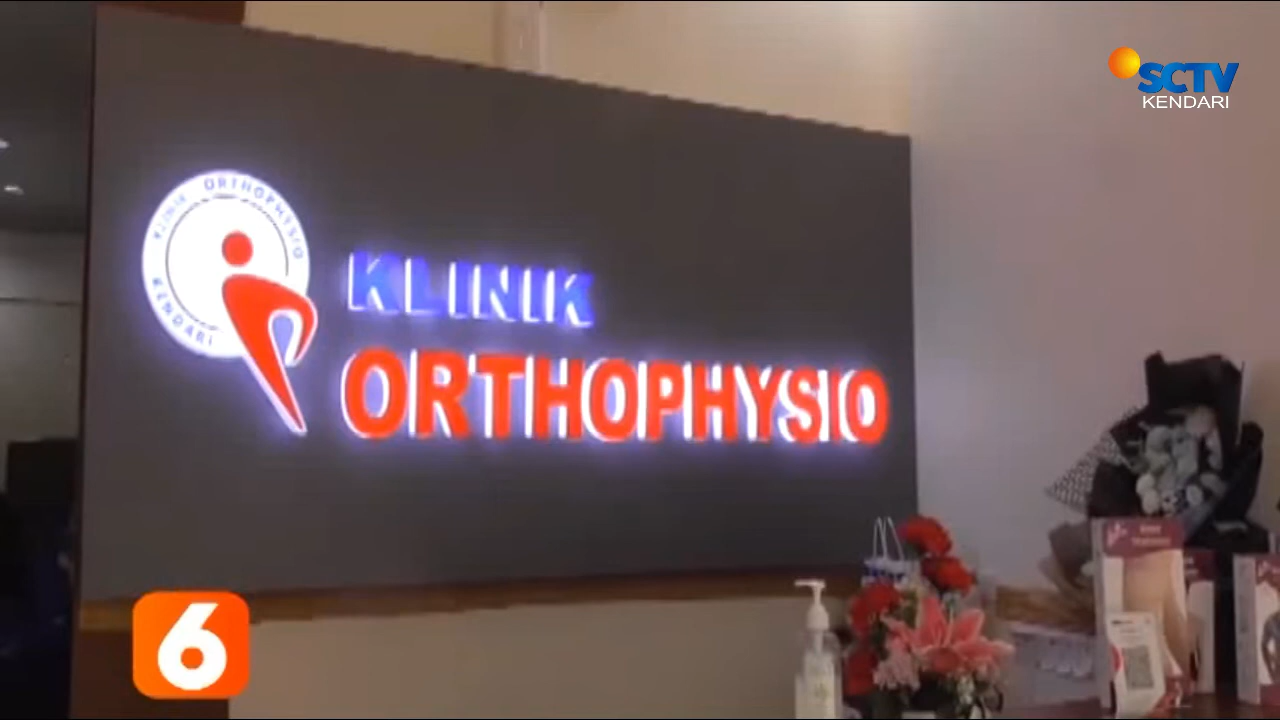 SCTV
KENDARI
KLINIK ORTHOPHYSIO
KENDARI
KLINIK
ORTHOPHYSIO
6